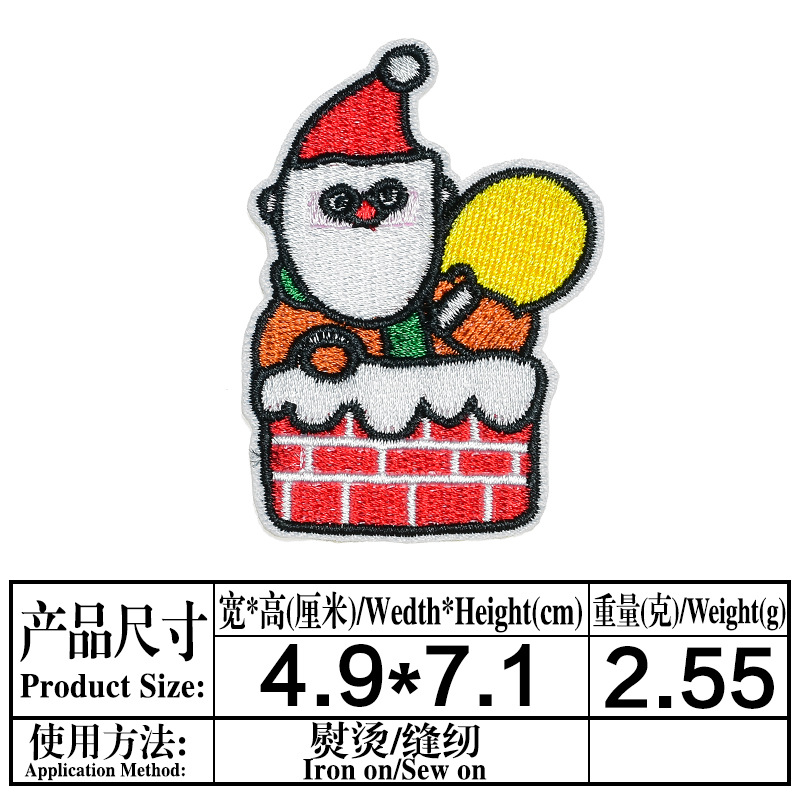 产品尺寸
Product Size:
宽*高(厘米)/Wedth*Height(cm)
重量(克)/Weight(g)
4.9*7.1
2.55
使用方法:
Application Method:
熨烫/缝纫
Iron on/Sew on